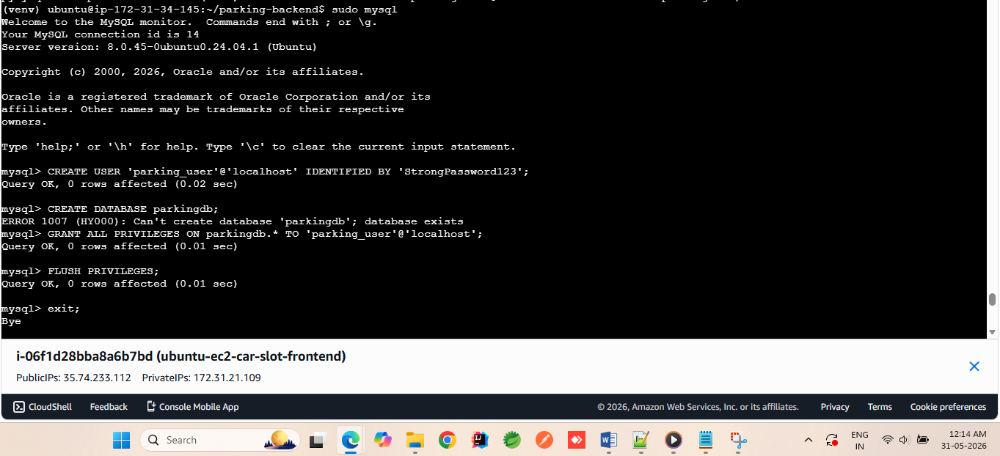 (venv) ubuntu@ip-172-31-34-145:~/parking-backend$ sudo mysql
Welcome to the MySQL monitor.  Commands end with ; or \g.
Your MySQL connection id is 14
Server version: 8.0.45-0ubuntu0.24.04.1 (Ubuntu)
Copyright (c) 2000, 2026, Oracle and/or its affiliates.
Oracle is a registered trademark of Oracle Corporation and/or its
affiliates. Other names may be trademarks of their respective
owners.
Type 'help;' or '\h' for help. Type '\c' to clear the current input statement.
mysql> CREATE USER 'parking_user'@'localhost' IDENTIFIED BY 'StrongPassword123';
Query OK, 0 rows affected (0.02 sec)
mysql> CREATE DATABASE parkingdb;
ERROR 1007 (HY000): Can't create database 'parkingdb'; database exists
mysql> GRANT ALL PRIVILEGES ON parkingdb.* TO 'parking_user'@'localhost';
Query OK, 0 rows affected (0.01 sec)
mysql> FLUSH PRIVILEGES;
Query OK, 0 rows affected (0.01 sec)
mysql> exit;
Bye
i-06f1d28bba8a6b7bd (ubuntu-ec2-car-slot-frontend)
PublicIPs: 35.74.233.112 PrivateIPs: 172.31.21.109
CloudShell Feedback Console Mobile App © 2026, Amazon Web Services, Inc. or its affiliates. Privacy Terms Cookie preferences
Search
ENG
IN
12:14 AM
31-05-2026